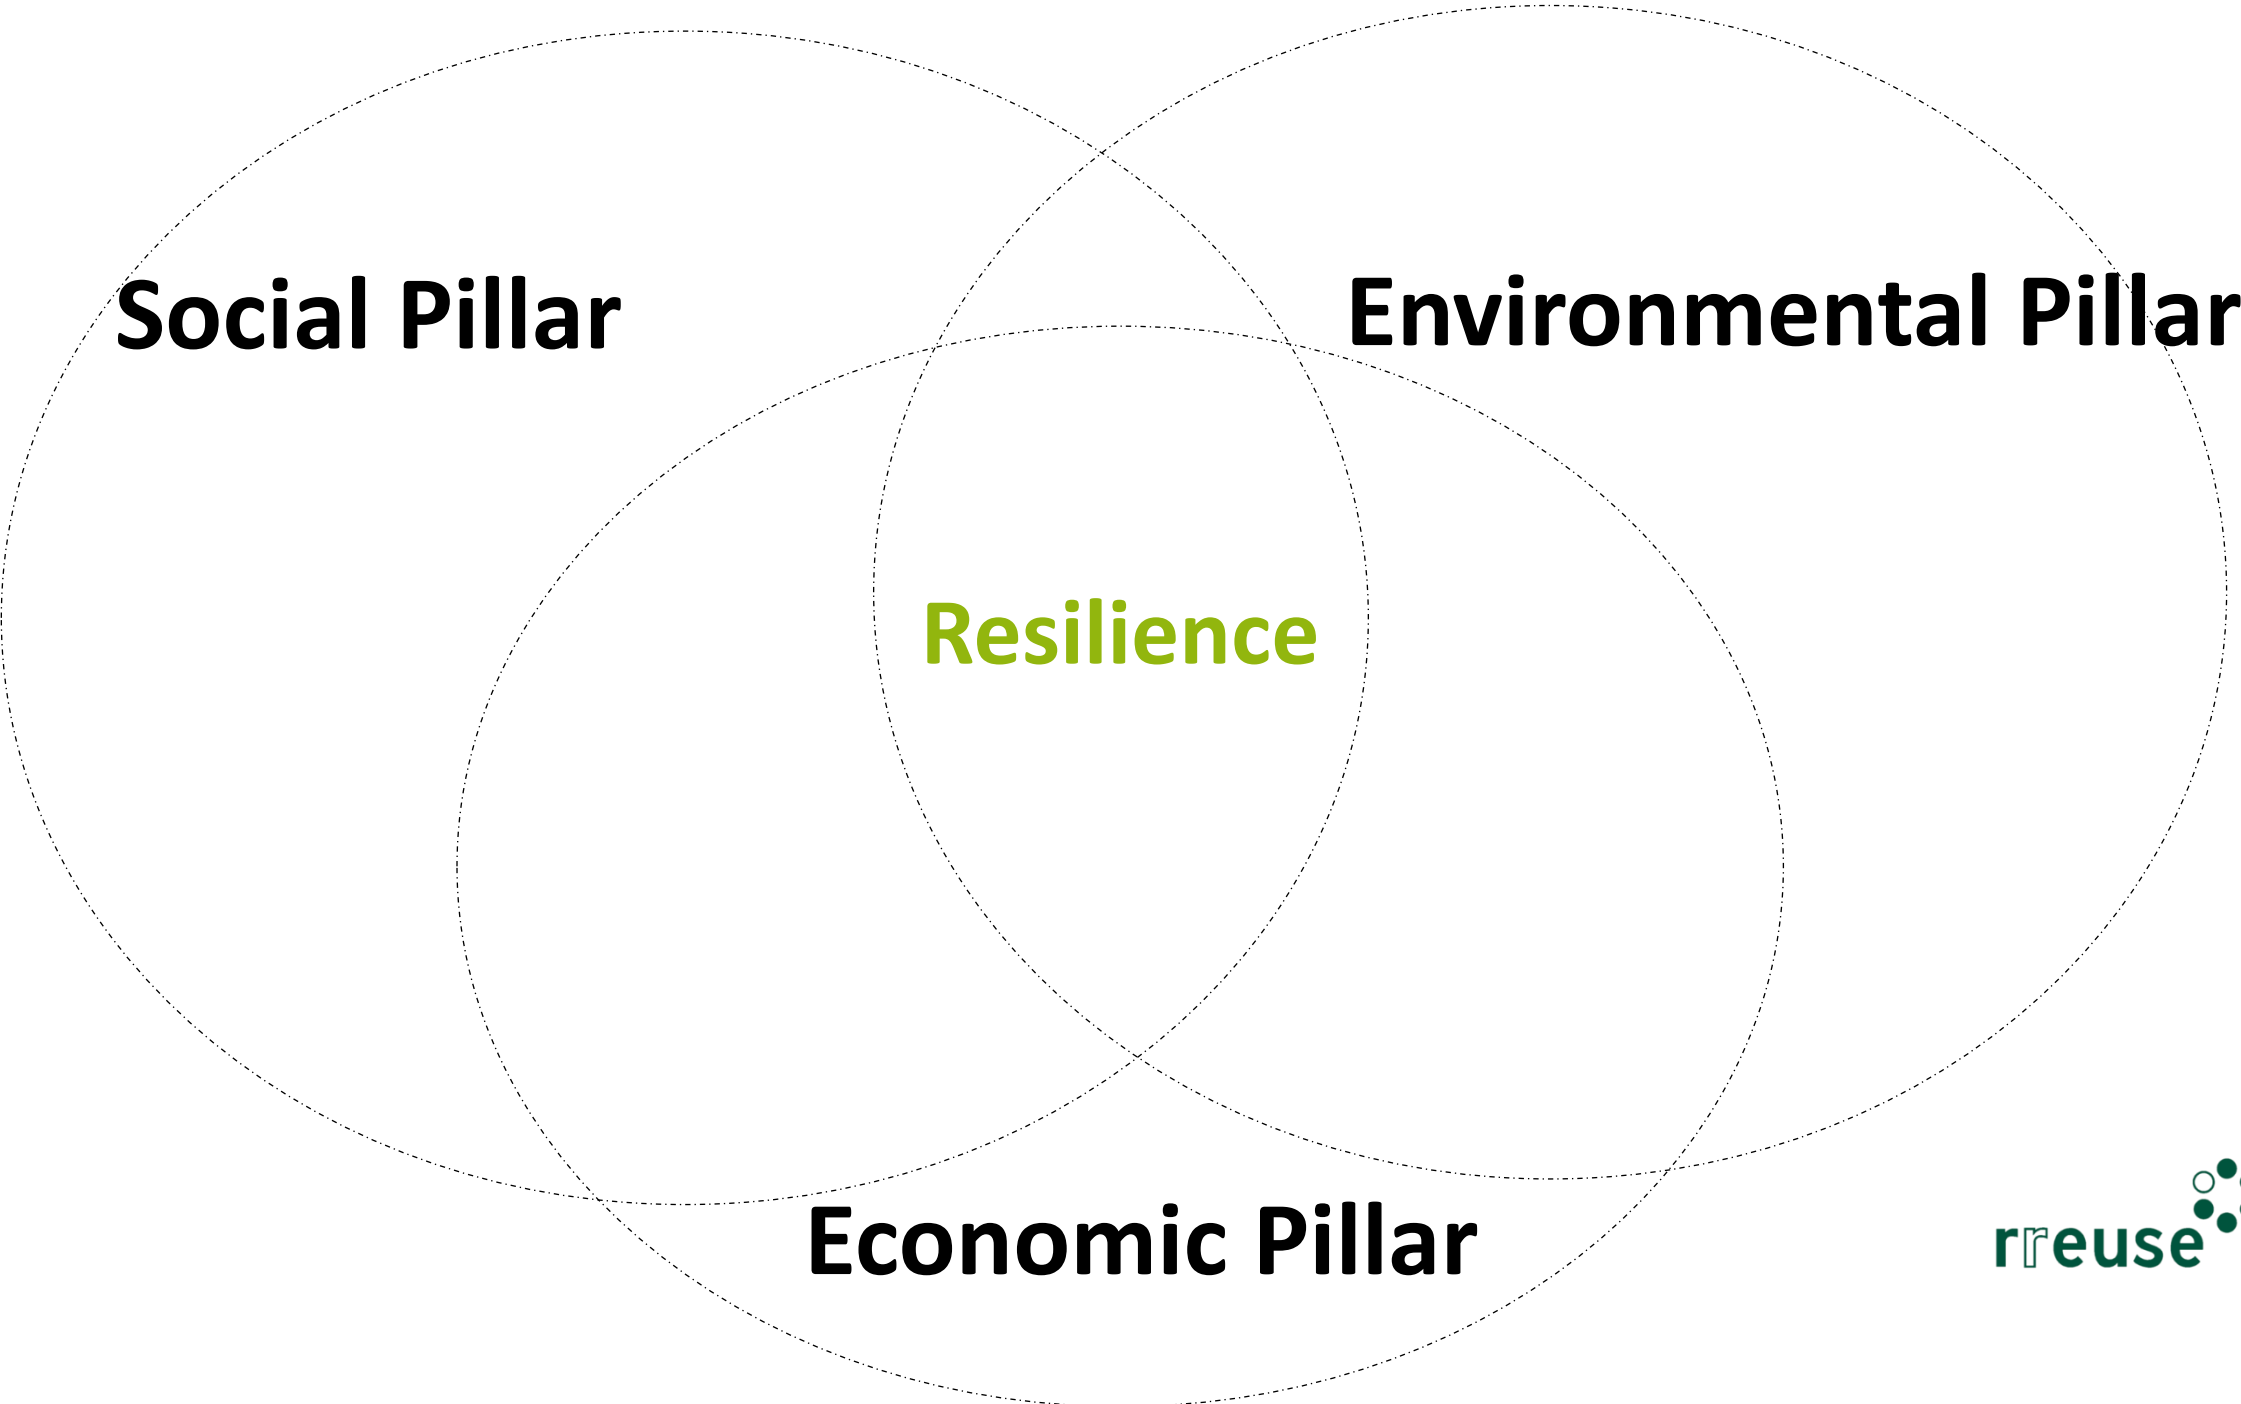 Social Pillar
Environmental Pillar
Resilience
Economic Pillar
rreuse